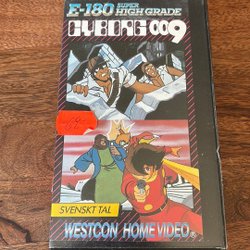 E-180 SUPER HIGH GRADE
CYBORG 009
SVENSKT TAL
WESTCON HOME VIDEO